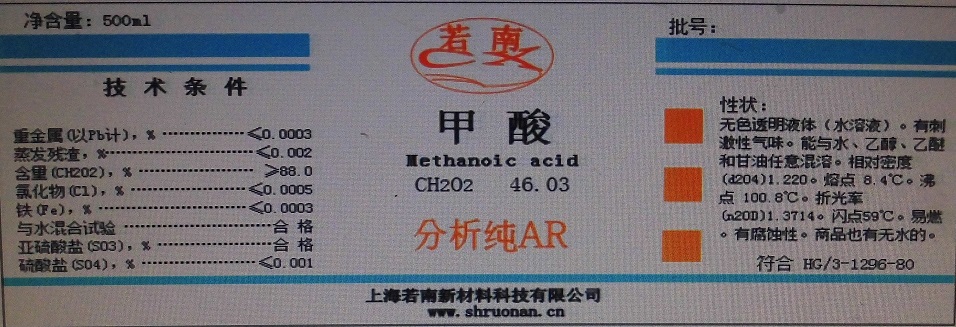 净含量：500ml
技术条件
重金属(以Pb计)，% ……………≤0.0003
蒸发残渣，%……………………≤0.002
含量(CH2O2)，% ………………≥88.0
氯化物(Cl)，% …………………≤0.0005
铁(Fe)，% ………………………≤0.0003
与水混合试验 ……………………合 格
亚硫酸盐(SO3)，% ………………合 格
硫酸盐(SO4)，% ………………≤0.001
若南
甲 酸
Methanoic acid
CH2O2 46.03
分析纯AR
批号：
性状：
无色透明液体（水溶液）。有刺
激性气味。能与水、乙醇、乙醚
和甘油任意混溶。相对密度
(d204)1.220。熔点 8.4℃。沸
点 100.8℃。折光率
(n20D)1.3714。闪点59℃。易燃
。有腐蚀性。商品也有无水的。
符合 HG/3-1296-80
上海若南新材料科技有限公司
www.shruonan.cn